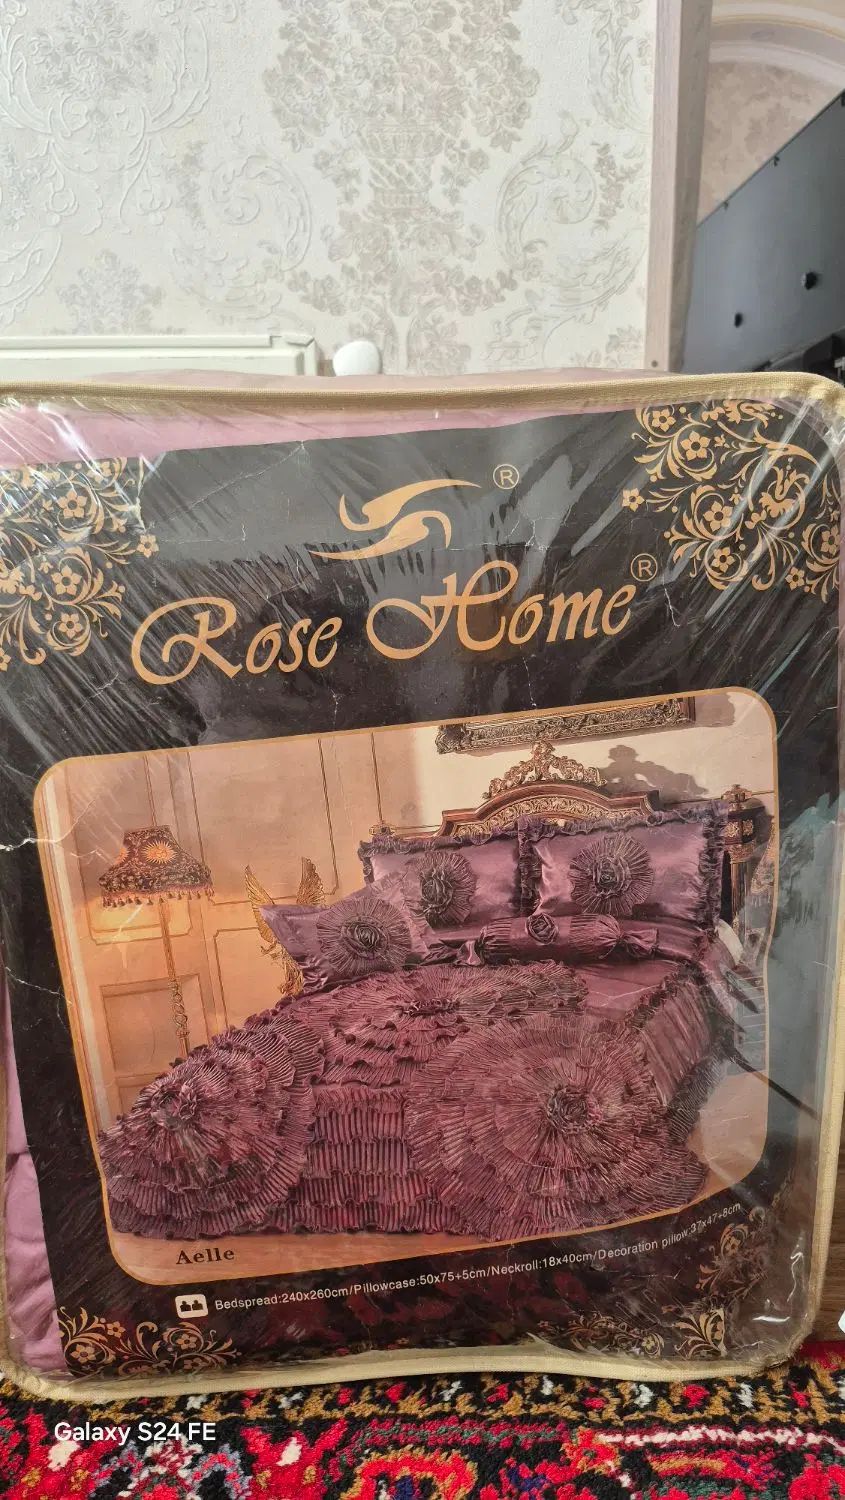 ®
Rose Home®
Aelle
Bedspread:240x260cm/Pillowcase:50x75+5cm/Neckroll:18x40cm/Decoration pillow:37x47+8cm
Galaxy S24 FE